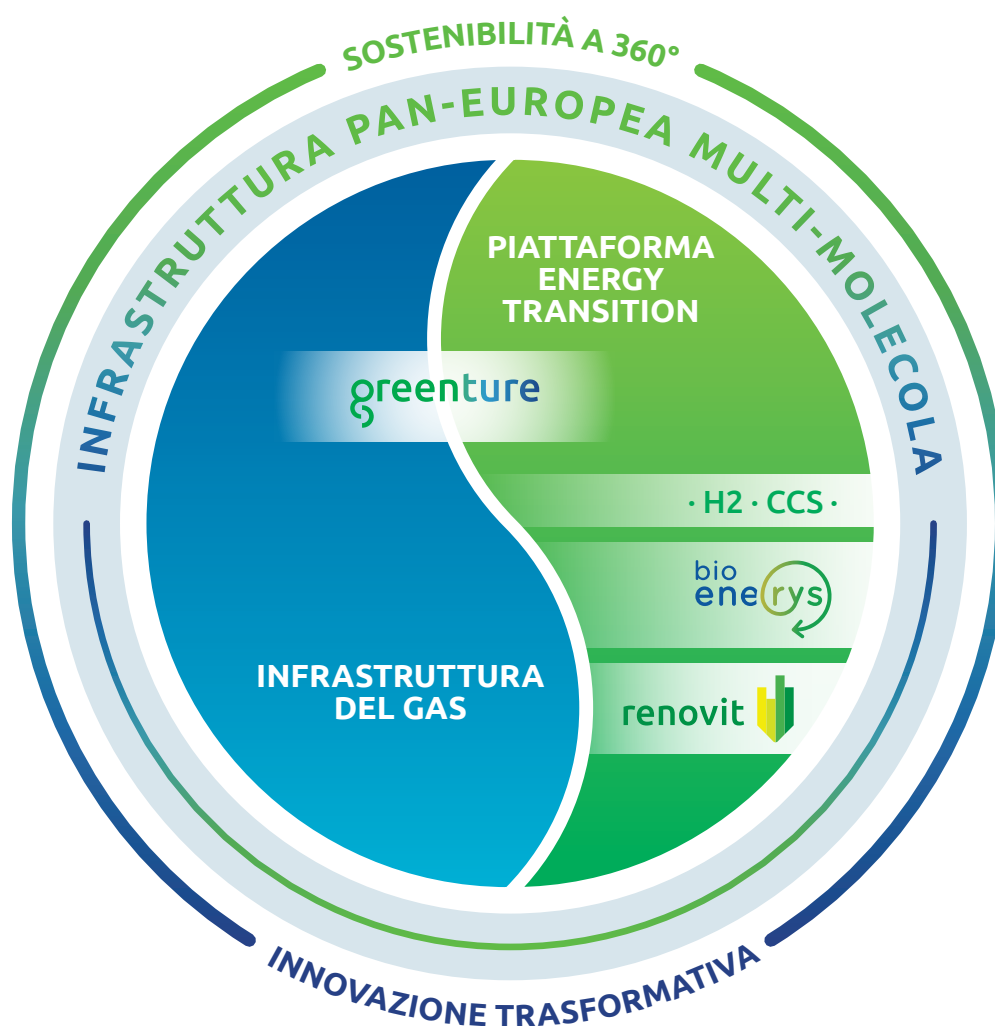 SOSTENIBILITÀ A 360°
INFRASTRUTTURA PAN-EUROPEA MULTI-MOLECOLA
PIATTAFORMA
ENERGY
TRANSITION
greenture
· H2 · CCS ·
bio
enerys
INFRASTRUTTURA
DEL GAS
renovit
INNOVAZIONE TRASFORMATIVA